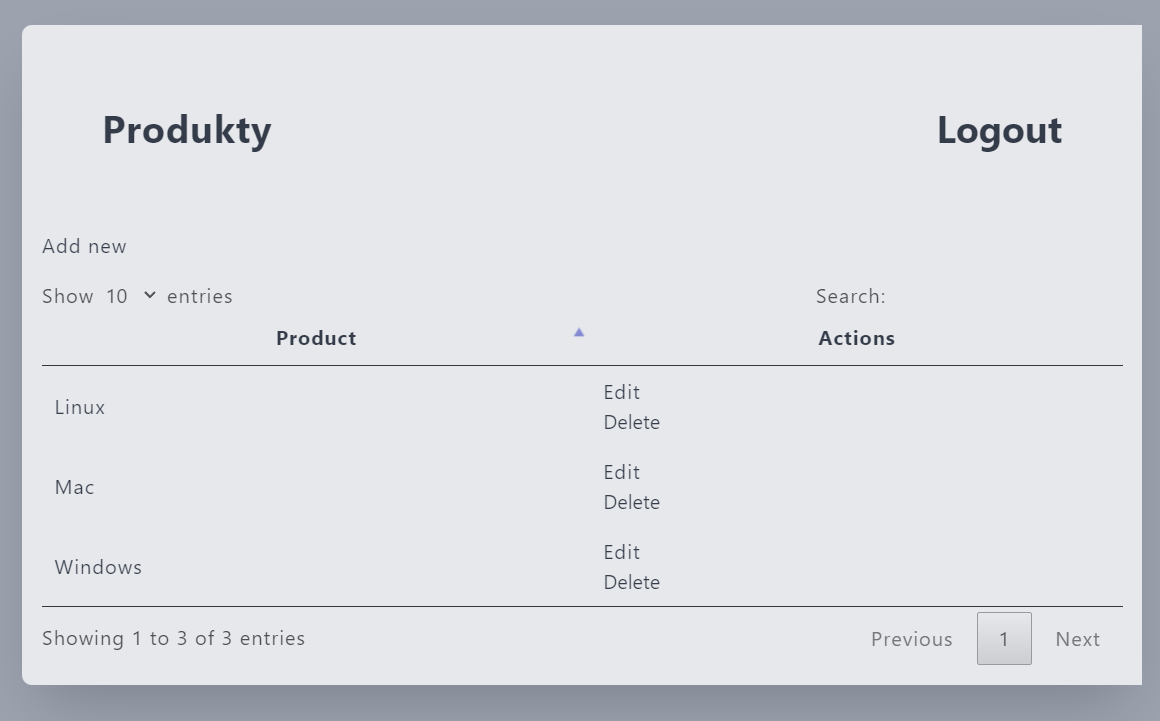 Produkty Logout
Add new
Show 10 entries Search:
Product Actions
Linux Edit
Delete
Mac Edit
Delete
Windows Edit
Delete
Showing 1 to 3 of 3 entries Previous 1 Next